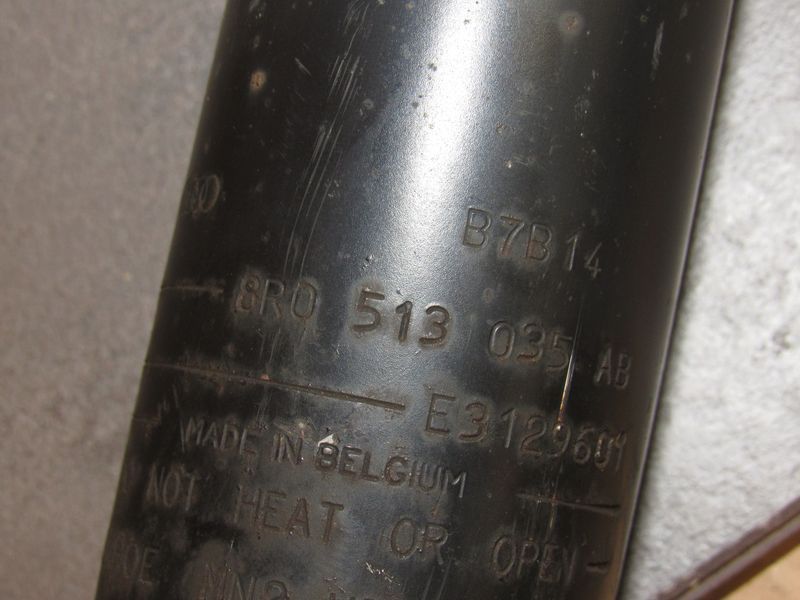 B7B14
8R0 513 035 AB
E3129601
MADE IN BELGIUM
NOT HEAT OR OPEN